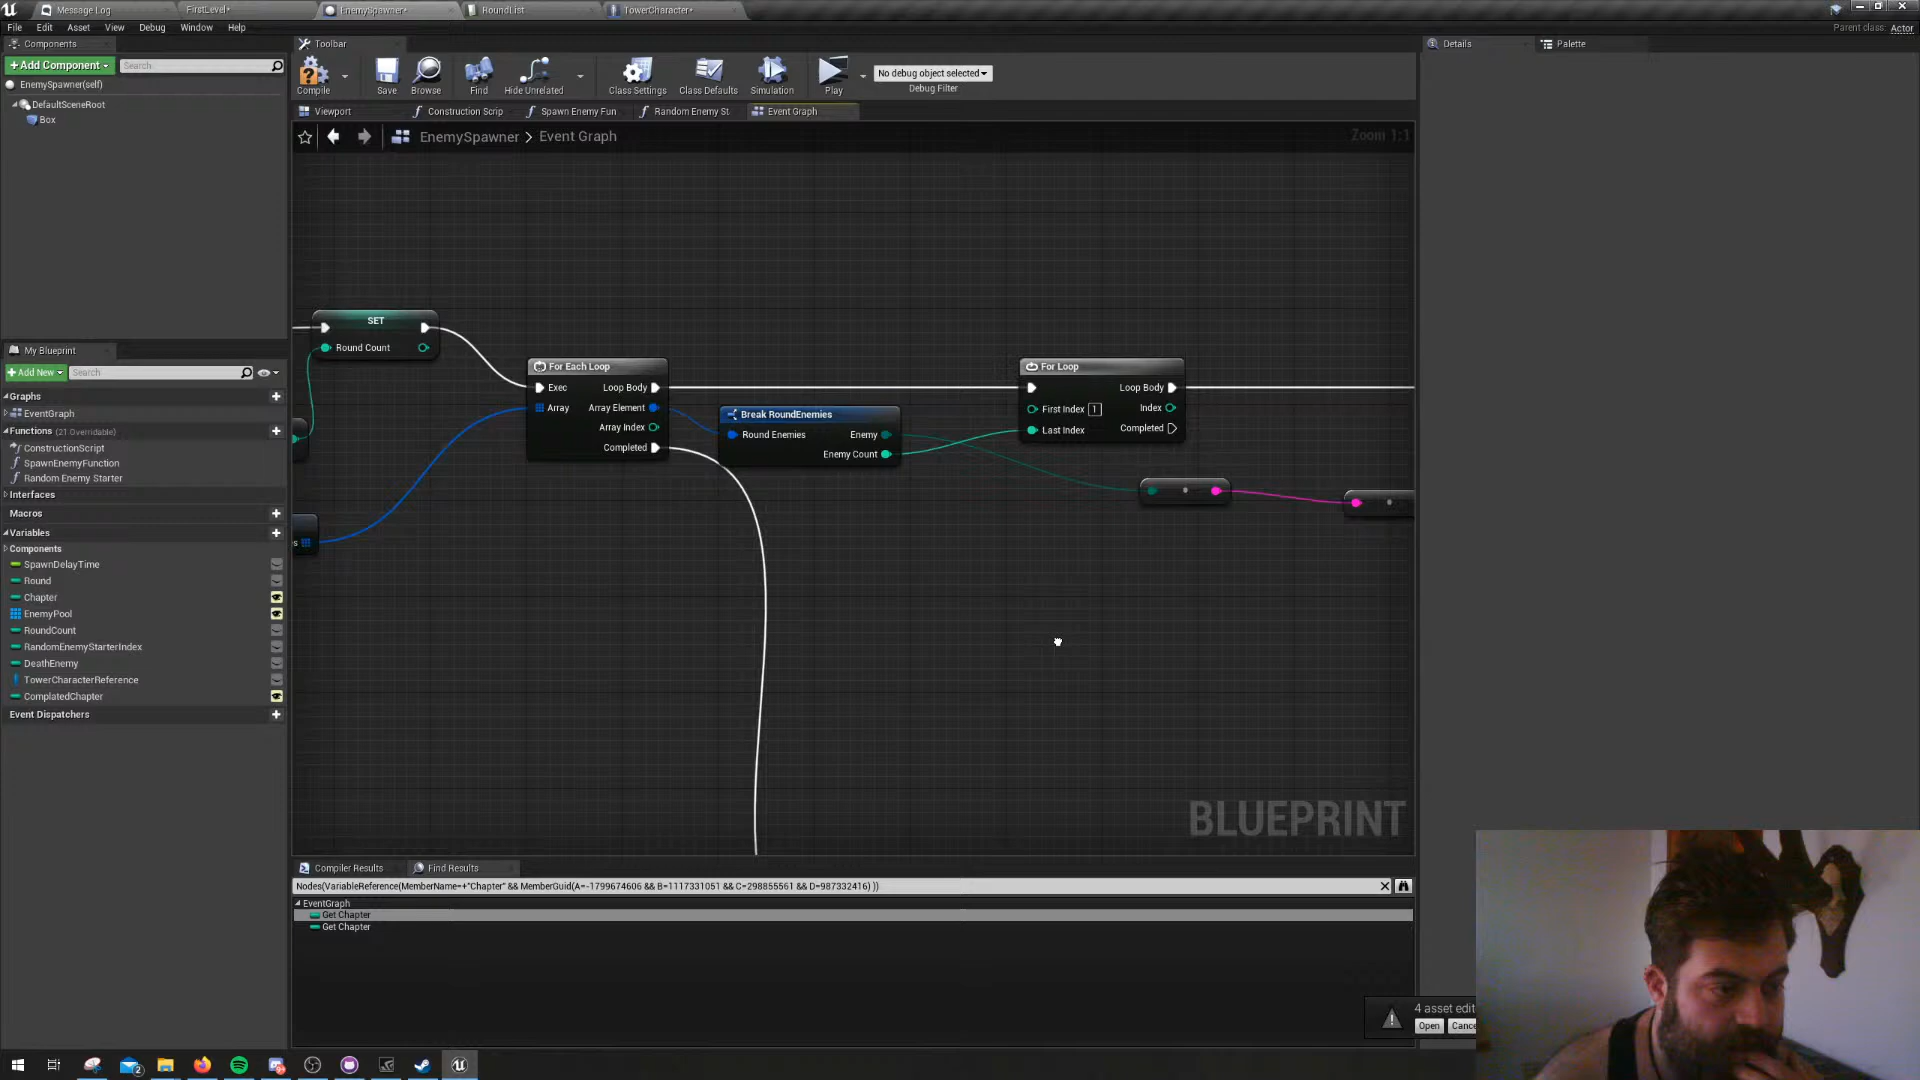 Message Log
FirstLevel*
EnemySpawner*
RoundList
TowerCharacter*
File Edit Asset View Debug Window Help
Parent class: Actor
Components
+ Add Component
Search
EnemySpawner(self)
DefaultSceneRoot
Box
Toolbar
Compile
Save
Browse
Find
Hide Unrelated
Class Settings
Class Defaults
Simulation
Play
No debug object selected
Debug Filter
Details
Palette
Viewport
Construction Scrip
Spawn Enemy Fun
Random Enemy St
Event Graph
EnemySpawner > Event Graph
Zoom 1:1
SET
Round Count
For Each Loop
Exec Loop Body
Array Array Element
Array Index
Completed
Break RoundEnemies
Round Enemies Enemy
Enemy Count
For Loop
Loop Body
First Index 1 Index
Last Index Completed
BLUEPRINT
My Blueprint
+ Add New
Search
Graphs
EventGraph
Functions (21 Overridable)
ConstructionScript
SpawnEnemyFunction
Random Enemy Starter
Interfaces
Macros
Variables
Components
SpawnDelayTime
Round
Chapter
EnemyPool
RoundCount
RandomEnemyStarterIndex
DeathEnemy
TowerCharacterReference
ComplatedChapter
Event Dispatchers
Compiler Results
Find Results
Nodes(VariableReference(MemberName=+"Chapter" && MemberGuid(A=-1799674606 && B=1117331051 && C=298855561 && D=987332416) ))
EventGraph
Get Chapter
Get Chapter
4 asset edit
Open
Cance
2